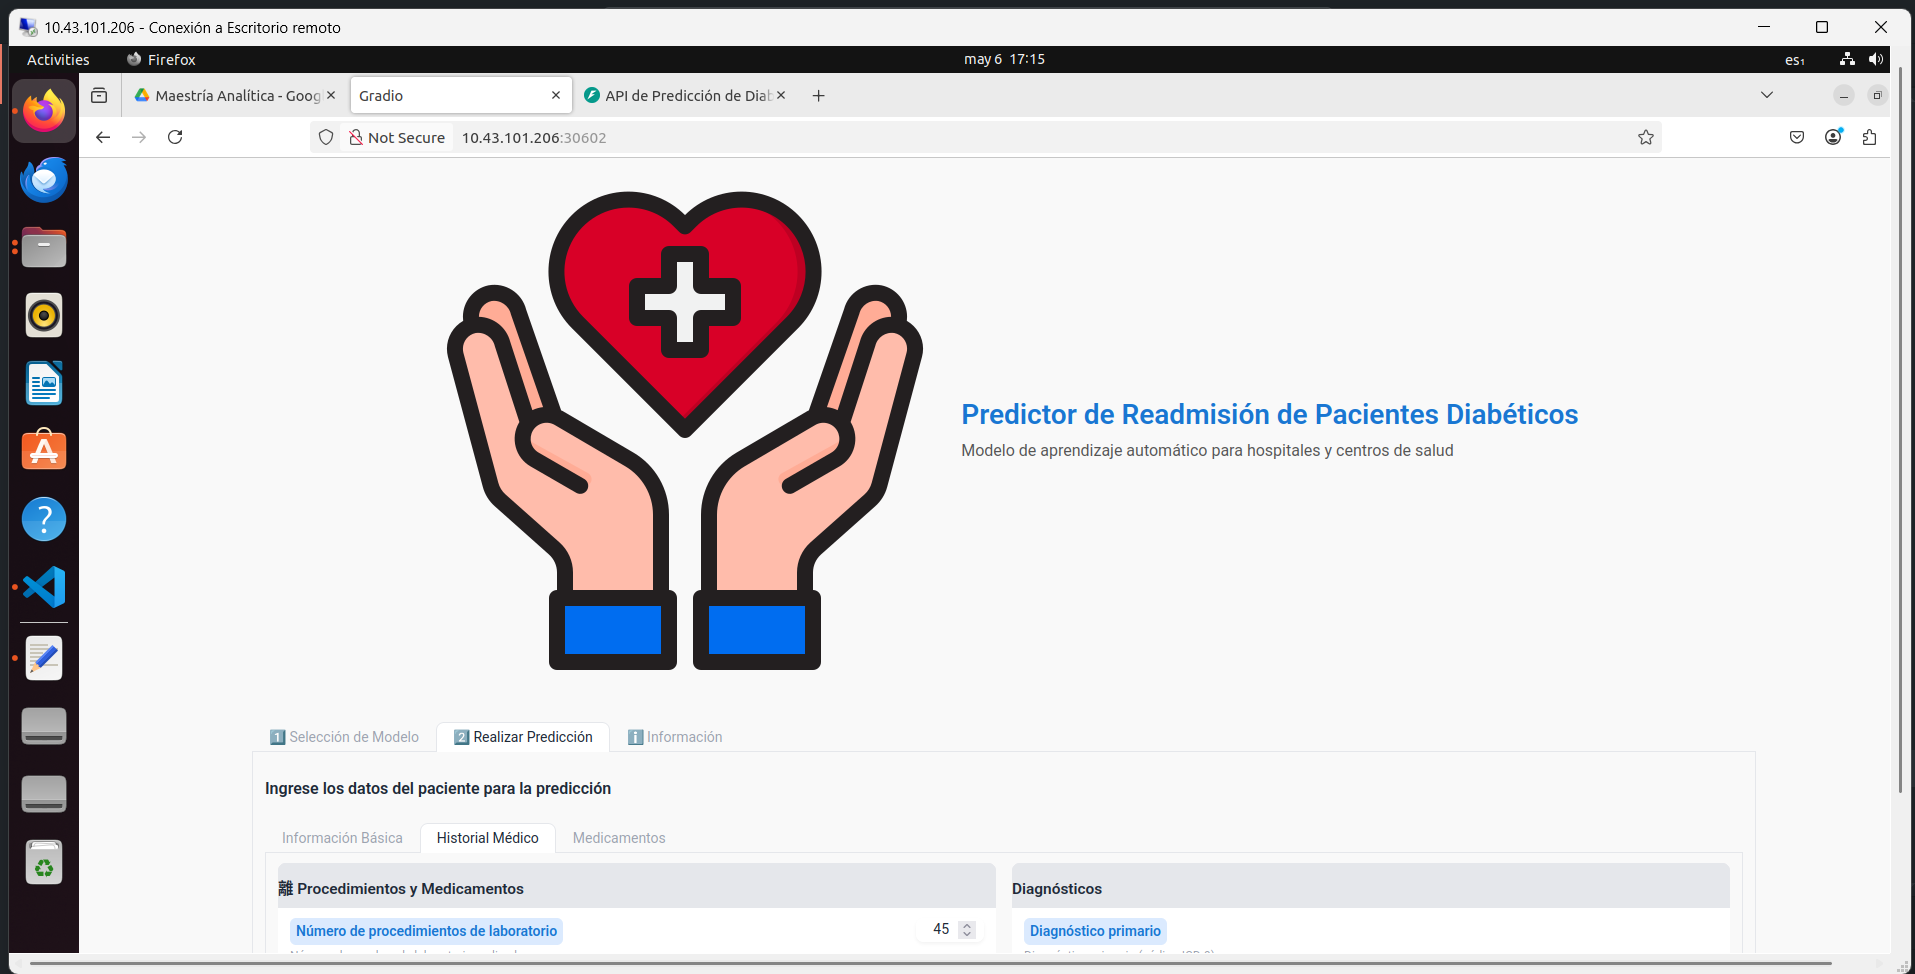 10.43.101.206 - Conexión a Escritorio remoto
Activities Firefox may 6 17:15 es₁
Maestría Analítica - Goog Gradio API de Predicción de Diab
Not Secure 10.43.101.206:30602
Predictor de Readmisión de Pacientes Diabéticos
Modelo de aprendizaje automático para hospitales y centros de salud
1 Selección de Modelo 2 Realizar Predicción i Información
Ingrese los datos del paciente para la predicción
Información Básica Historial Médico Medicamentos
離 Procedimientos y Medicamentos
Número de procedimientos de laboratorio 45
Diagnósticos
Diagnóstico primario